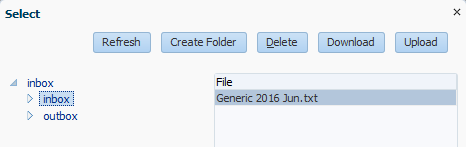 Select
Refresh Create Folder Delete Download Upload
inbox
inbox
outbox
File
Generic 2016 Jun.txt